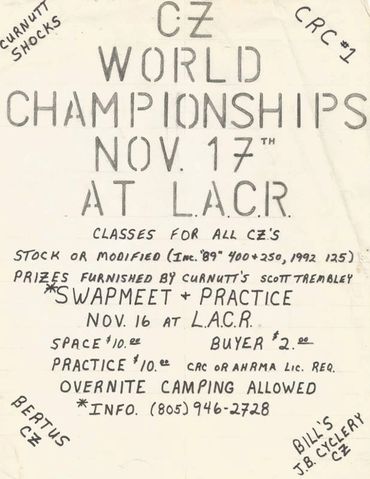 CURNUTT
SHOCKS
CRC #1
CZ
WORLD
CHAMPIONSHIPS
NOV. 17TH
AT L.A.C.R.
CLASSES FOR ALL CZ'S
STOCK OR MODIFIED (INC. "89" 400 + 250, 1992 125)
PRIZES FURNISHED BY CURNUTT'S SCOTT TREMBLEY
*SWAPMEET + PRACTICE
NOV. 16 AT L.A.C.R.
SPACE $10.00 BUYER $2.00
PRACTICE $10.00 CRC OR AHRMA LIC. REQ.
OVERNITE CAMPING ALLOWED
*INFO. (805) 946-2728
BERTUS
CZ
BILL'S
J.B. CYCLERY
CZ